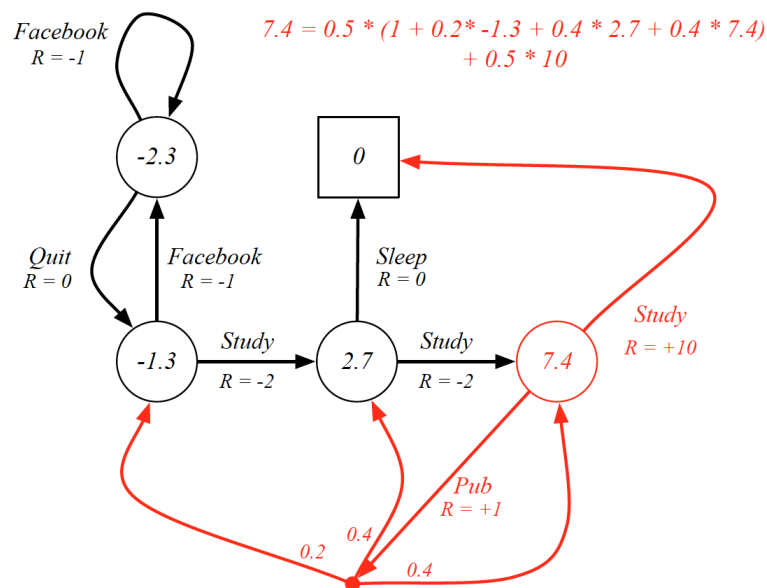 Facebook
R = -1
7.4 = 0.5 * (1 + 0.2* -1.3 + 0.4 * 2.7 + 0.4 * 7.4)
+ 0.5 * 10
-2.3
0
Quit
R = 0
Facebook
R = -1
Sleep
R = 0
-1.3
Study
R = -2
2.7
Study
R = -2
7.4
Study
R = +10
Pub
R = +1
0.2
0.4
0.4